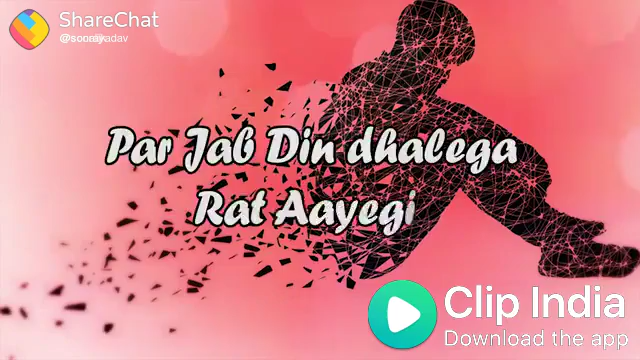 ShareChat
Par Jab Din dhalega
Rat Aayegi
Clip India
Download the app